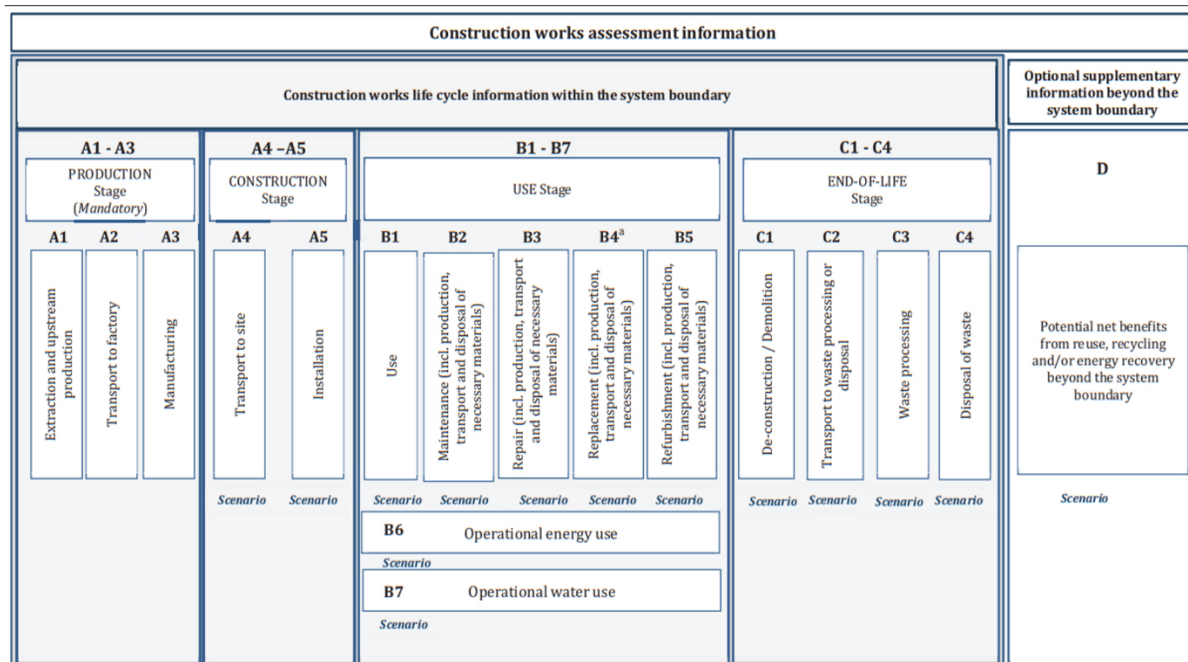 Construction works assessment information
Construction works life cycle information within the system boundary
Optional supplementary
information beyond the
system boundary
A1 - A3
PRODUCTION
Stage
(Mandatory)
A4 –A5
CONSTRUCTION
Stage
B1 - B7
USE Stage
C1 - C4
END-OF-LIFE
Stage
D
A1
A2
A3
A4
A5
B1
B2
B3
B4ᵃ
B5
C1
C2
C3
C4
Extraction and upstream
production
Transport to factory
Manufacturing
Transport to site
Installation
Use
Maintenance (incl. production,
transport and disposal of
necessary materials)
Repair (incl. production, transport
and disposal of necessary
materials)
Replacement (incl. production,
transport and disposal of
necessary materials)
Refurbishment (incl. production,
transport and disposal of
necessary materials)
De-construction / Demolition
Transport to waste processing or
disposal
Waste processing
Disposal of waste
Potential net benefits
from reuse, recycling
and/or energy recovery
beyond the system
boundary
Scenario
Scenario
Scenario
Scenario
Scenario
Scenario
Scenario
Scenario
Scenario
Scenario
Scenario
Scenario
B6
Operational energy use
Scenario
B7
Operational water use
Scenario